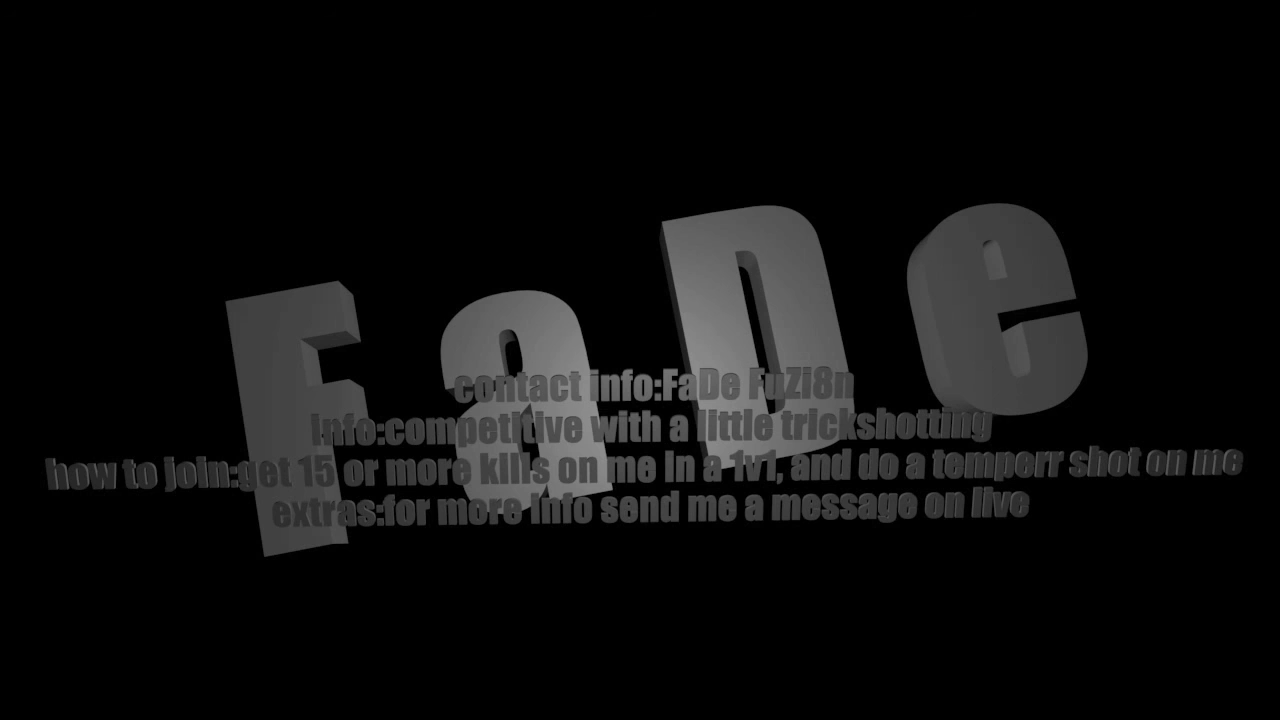 FaDe
contact info:FaDe FuZi8n
info:competitive with a little trickshotting
how to join:get 15 or more kills on me in a 1v1, and do a temperr shot on me
extras:for more info send me a message on live